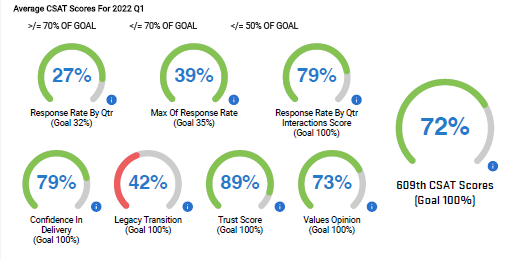 Average CSAT Scores For 2022 Q1
>/= 70% OF GOAL </= 70% OF GOAL </= 50% OF GOAL
27%
Response Rate By Qtr
(Goal 32%)
39%
Max Of Response Rate
(Goal 35%)
79%
Response Rate By Qtr
Interactions Score
(Goal 100%)
72%
609th CSAT Scores
(Goal 100%)
79%
Confidence In
Delivery
(Goal 100%)
42%
Legacy Transition
(Goal 100%)
89%
Trust Score
(Goal 100%)
73%
Values Opinion
(Goal 100%)